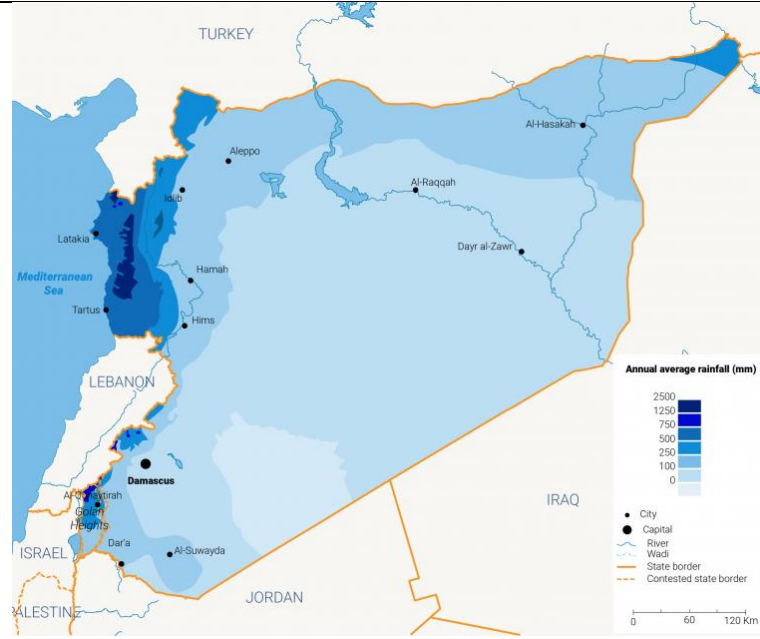 TURKEY
Al-Hasakah
Aleppo
Al-Raqqah
Idlib
Latakia
Dayr al-Zawr
Hamah
Mediterranean
Sea
Tartus
Hims
LEBANON
Damascus
Al-Qunaytirah
Golan
Heights
IRAQ
ISRAEL
Dar'a
Al-Suwayda
JORDAN
PALESTINE
Annual average rainfall (mm)
2500
1250
750
500
250
100
0
City
Capital
River
Wadi
State border
Contested state border
0 60 120 Km